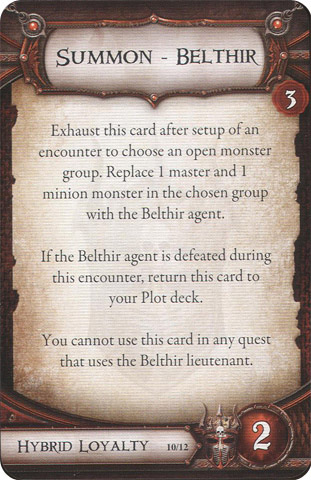 Summon - Belthir
3
Exhaust this card after setup of an
encounter to choose an open monster
group. Replace 1 master and 1
minion monster in the chosen group
with the Belthir agent.
If the Belthir agent is defeated during
this encounter, return this card to
your Plot deck.
You cannot use this card in any quest
that uses the Belthir lieutenant.
Hybrid Loyalty 10/12 2